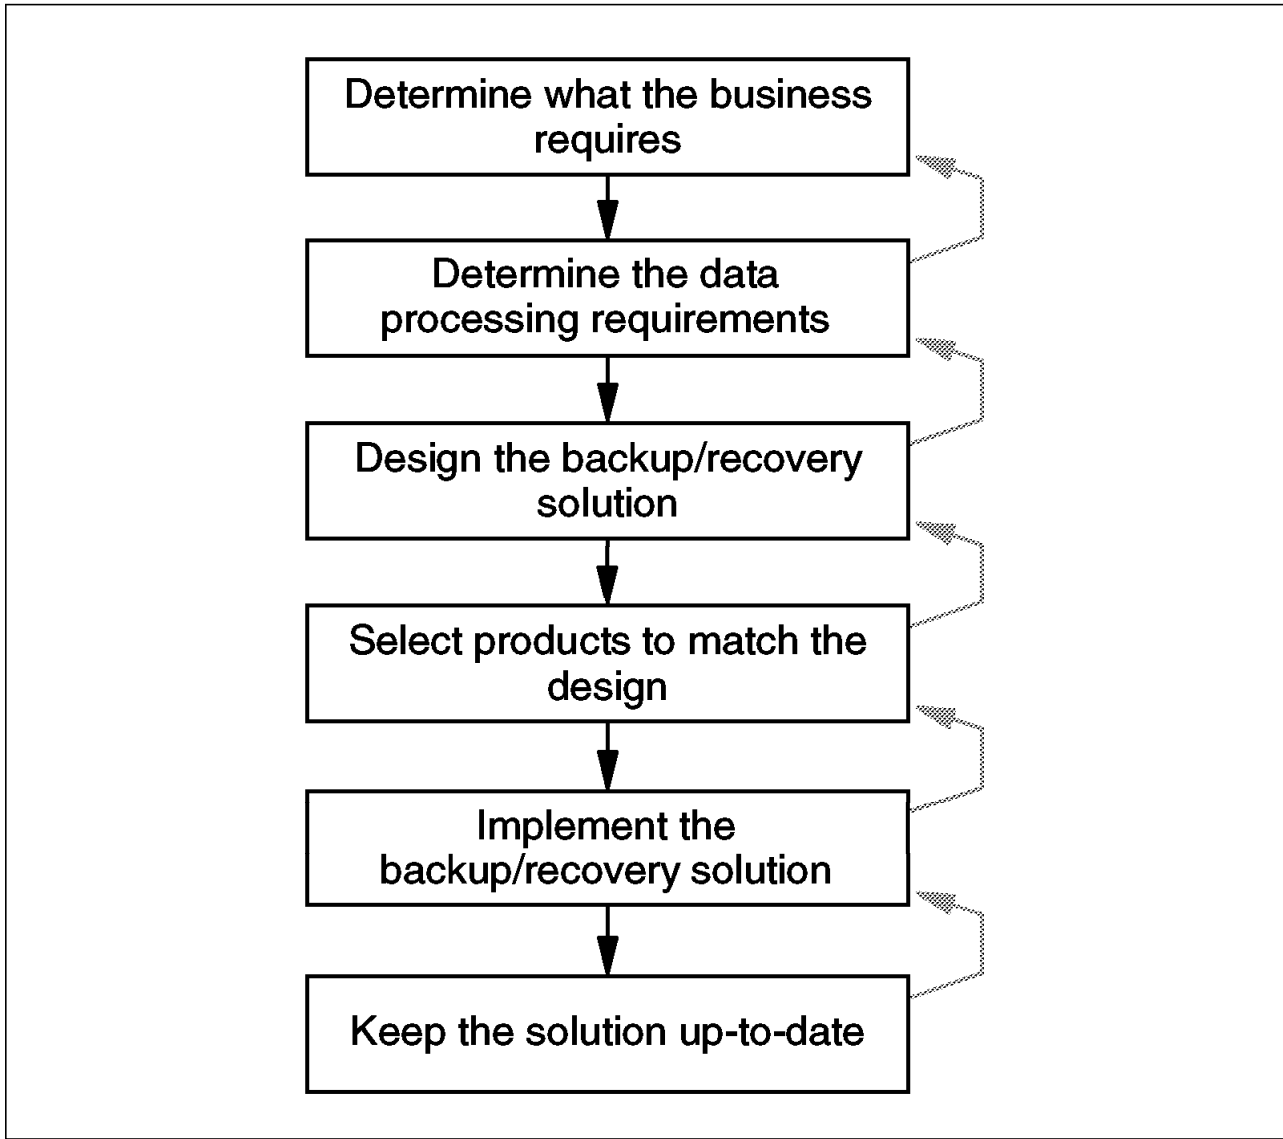 Determine what the business
requires
Determine the data
processing requirements
Design the backup/recovery
solution
Select products to match the
design
Implement the
backup/recovery solution
Keep the solution up-to-date